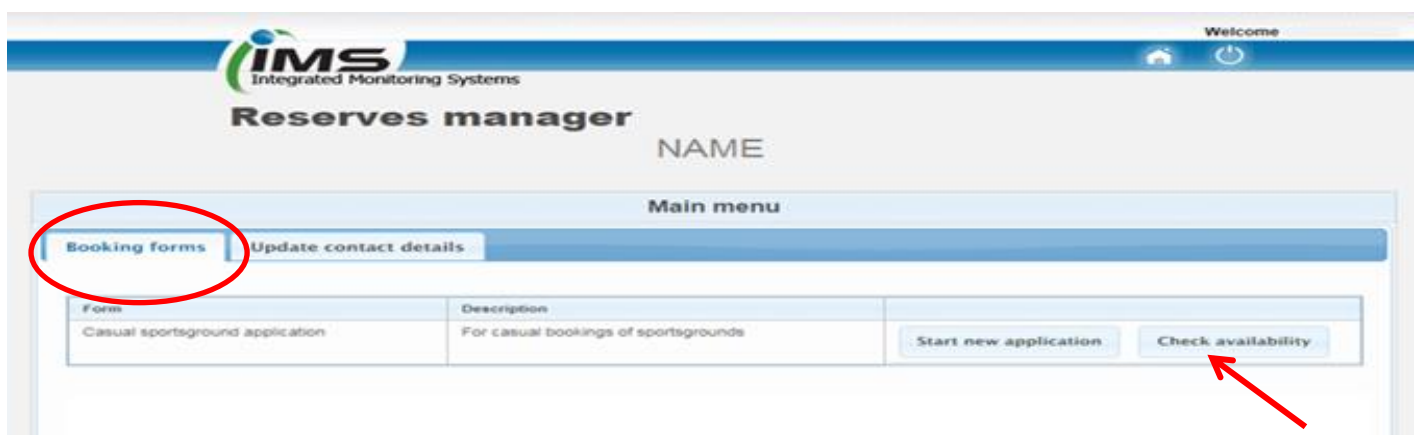 Welcome
iMS
Integrated Monitoring Systems
Reserves manager
NAME
Main menu
Booking forms Update contact details
Form Description
Casual sportsground application For casual bookings of sportsgrounds Start new application Check availability